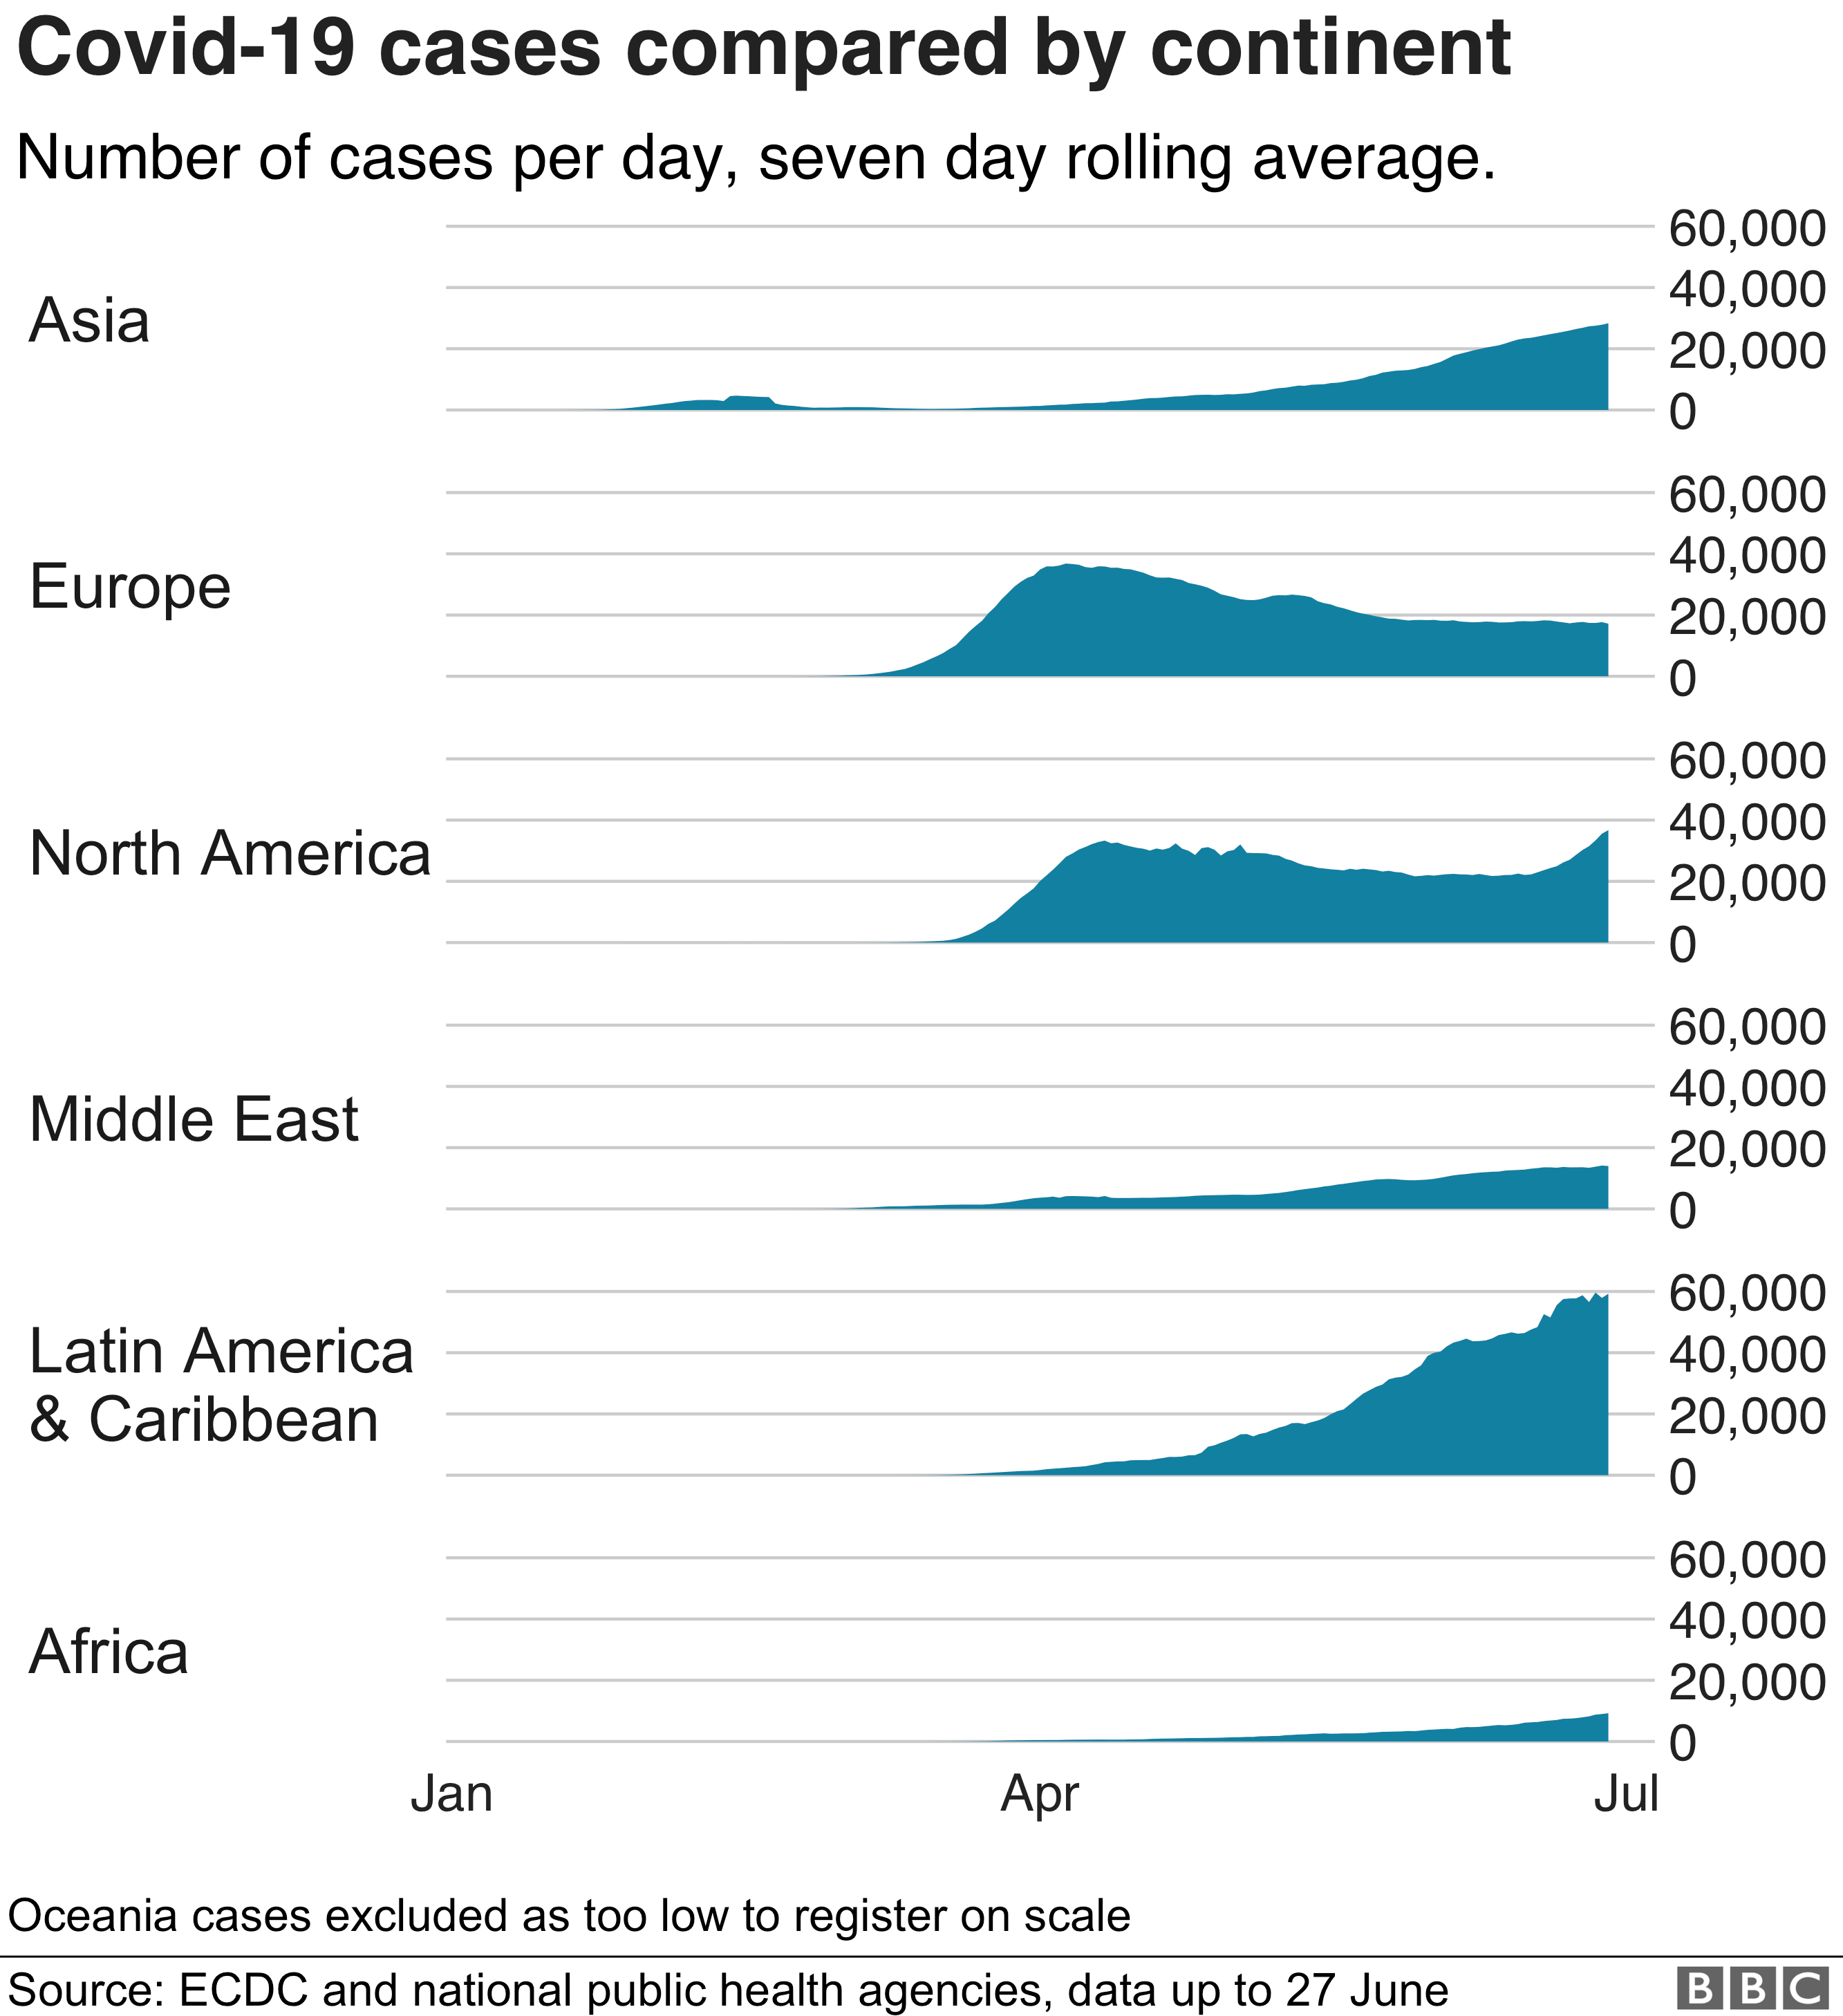 Covid-19 cases compared by continent
Number of cases per day, seven day rolling average.
Asia
60,000
40,000
20,000
0
Europe
60,000
40,000
20,000
0
North America
60,000
40,000
20,000
0
Middle East
60,000
40,000
20,000
0
Latin America
& Caribbean
60,000
40,000
20,000
0
Africa
60,000
40,000
20,000
0
Jan Apr Jul
Oceania cases excluded as too low to register on scale
Source: ECDC and national public health agencies, data up to 27 June
BBC